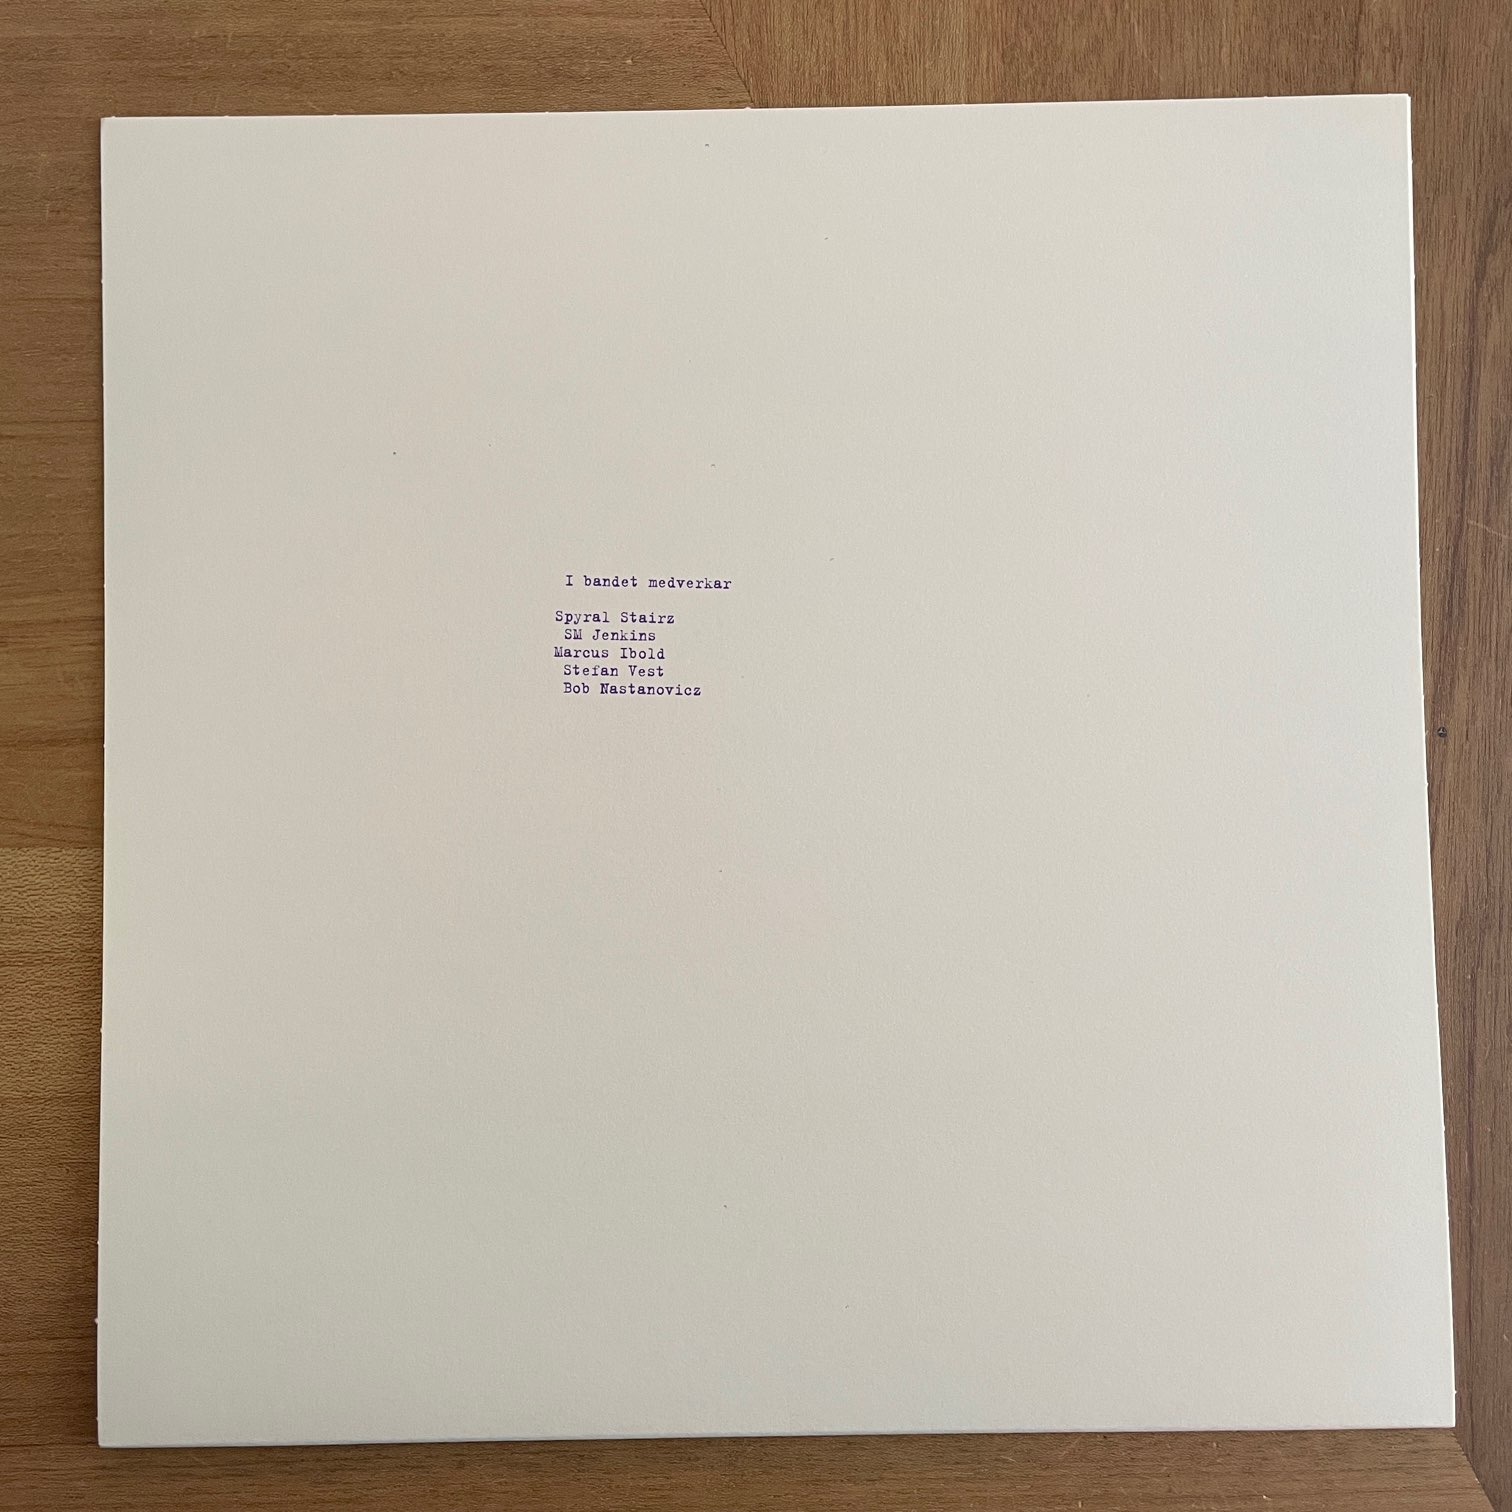 I bandet medverkar
Spyral Stairz
SM Jenkins
Marcus Ibold
Stefan Vest
Bob Nastanovicz